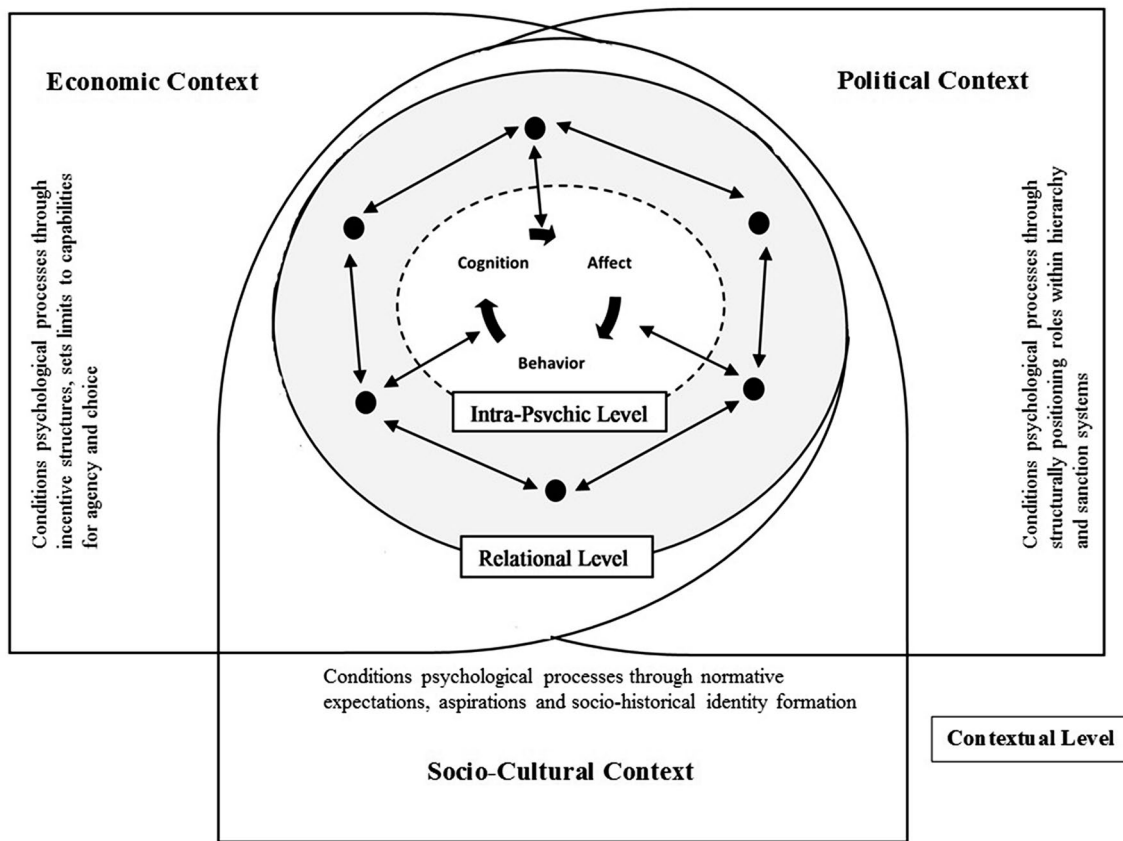 Economic Context
Political Context
Conditions psychological processes through
incentive structures, sets limits to capabilities
for agency and choice
Cognition
Affect
Behavior
Intra-Psychic Level
Relational Level
Conditions psychological processes through
structurally positioning roles within hierarchy
and sanction systems
Conditions psychological processes through normative
expectations, aspirations and socio-historical identity formation
Socio-Cultural Context
Contextual Level